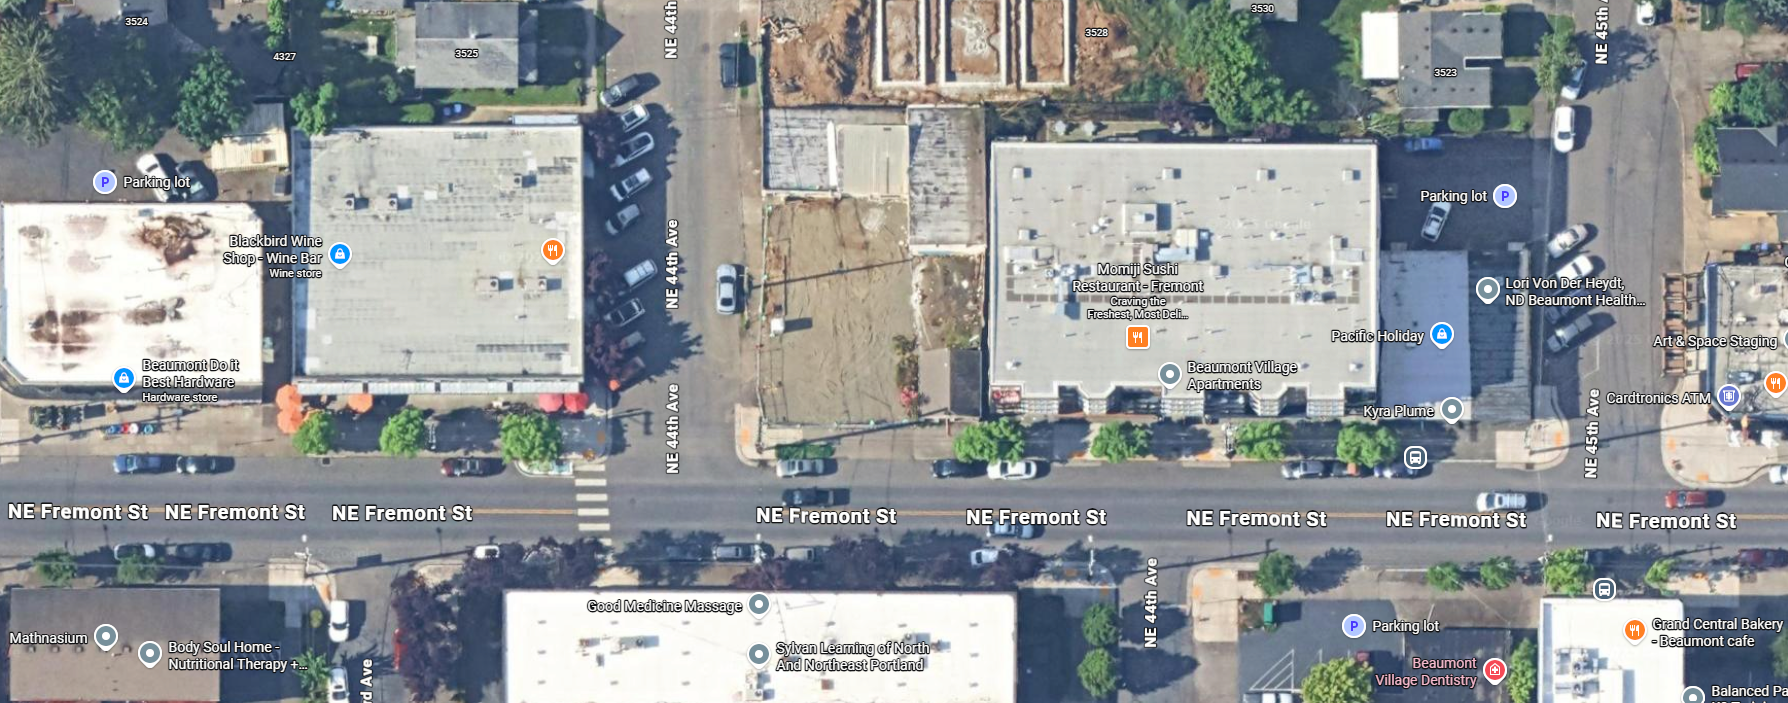 3524
4327
3525
NE 44th
3528
3530
3523
NE 45th A
P Parking lot
Parking lot P
Blackbird Wine
Shop - Wine Bar
Wine store
NE 44th Ave
Momiji Sushi
Restaurant - Fremont
Craving the
Freshest, Most Deli...
Lori Von Der Heydt,
ND Beaumont Health...
Pacific Holiday
Art & Space Staging
Beaumont Do it
Best Hardware
Hardware store
Beaumont Village
Apartments
Kyra Plume
Cardtronics ATM
NE 44th Ave
NE 45th Ave
NE Fremont St
NE Fremont St
NE Fremont St
NE Fremont St
NE Fremont St
NE Fremont St
NE Fremont St
NE Fremont St
Mathnasium
Body Soul Home -
Nutritional Therapy +...
rd Ave
Good Medicine Massage
Sylvan Learning of North
And Northeast Portland
NE 44th Ave
P Parking lot
Beaumont
Village Dentistry
Grand Central Bakery
- Beaumont cafe
Balanced Pa